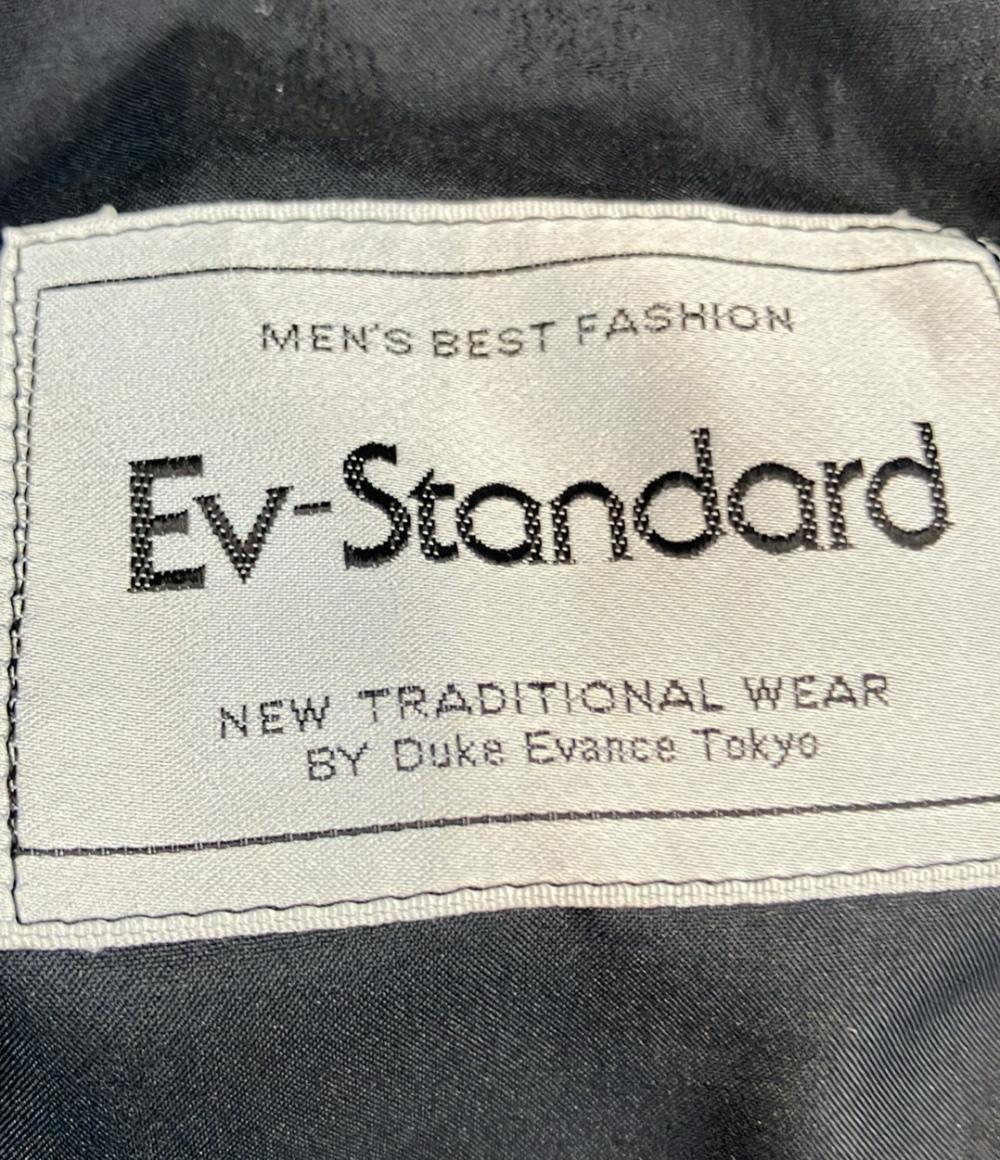 MEN'S BEST FASHION
Ev-Standard
NEW TRADITIONAL WEAR
BY Duke Evance Tokyo